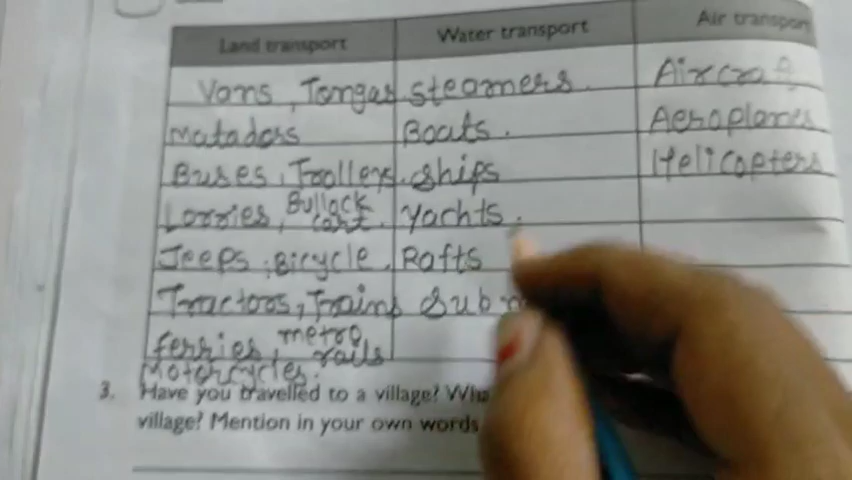 Land transport Water transport Air transport
Vans, Tongas steamers. Aircraft
Matadors Boats. Aeroplanes
Buses, Trolleys. ships Helicopters
Lorries, Bullock cart. Yachts.
Jeeps, Bicycle. Rafts
Tractors, Trains Subm
ferries, metro rails
Motorcycles.
3. Have you travelled to a village?
village? Mention in your own words